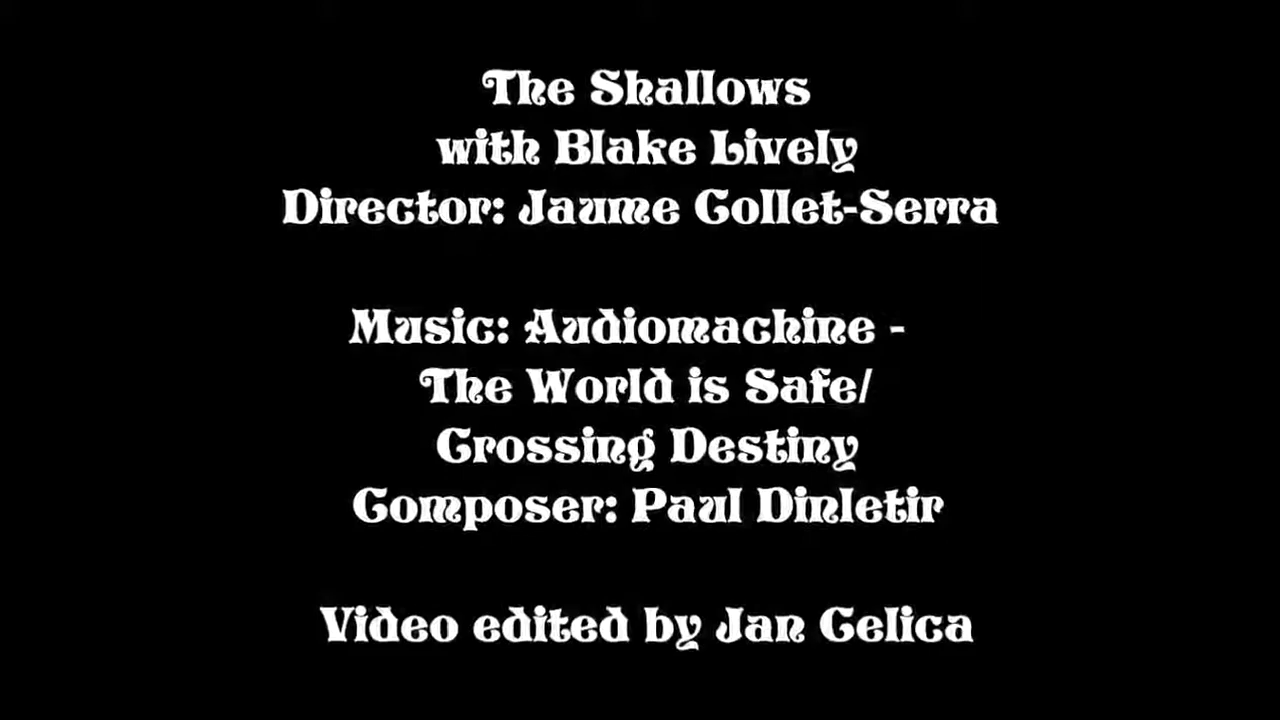 The Shallows
with Blake Lively
Director: Jaume Collet-Serra
Music: Audiomachine -
The World is Safe/
Crossing Destiny
Composer: Paul Dinletir
Video edited by Jan Celica